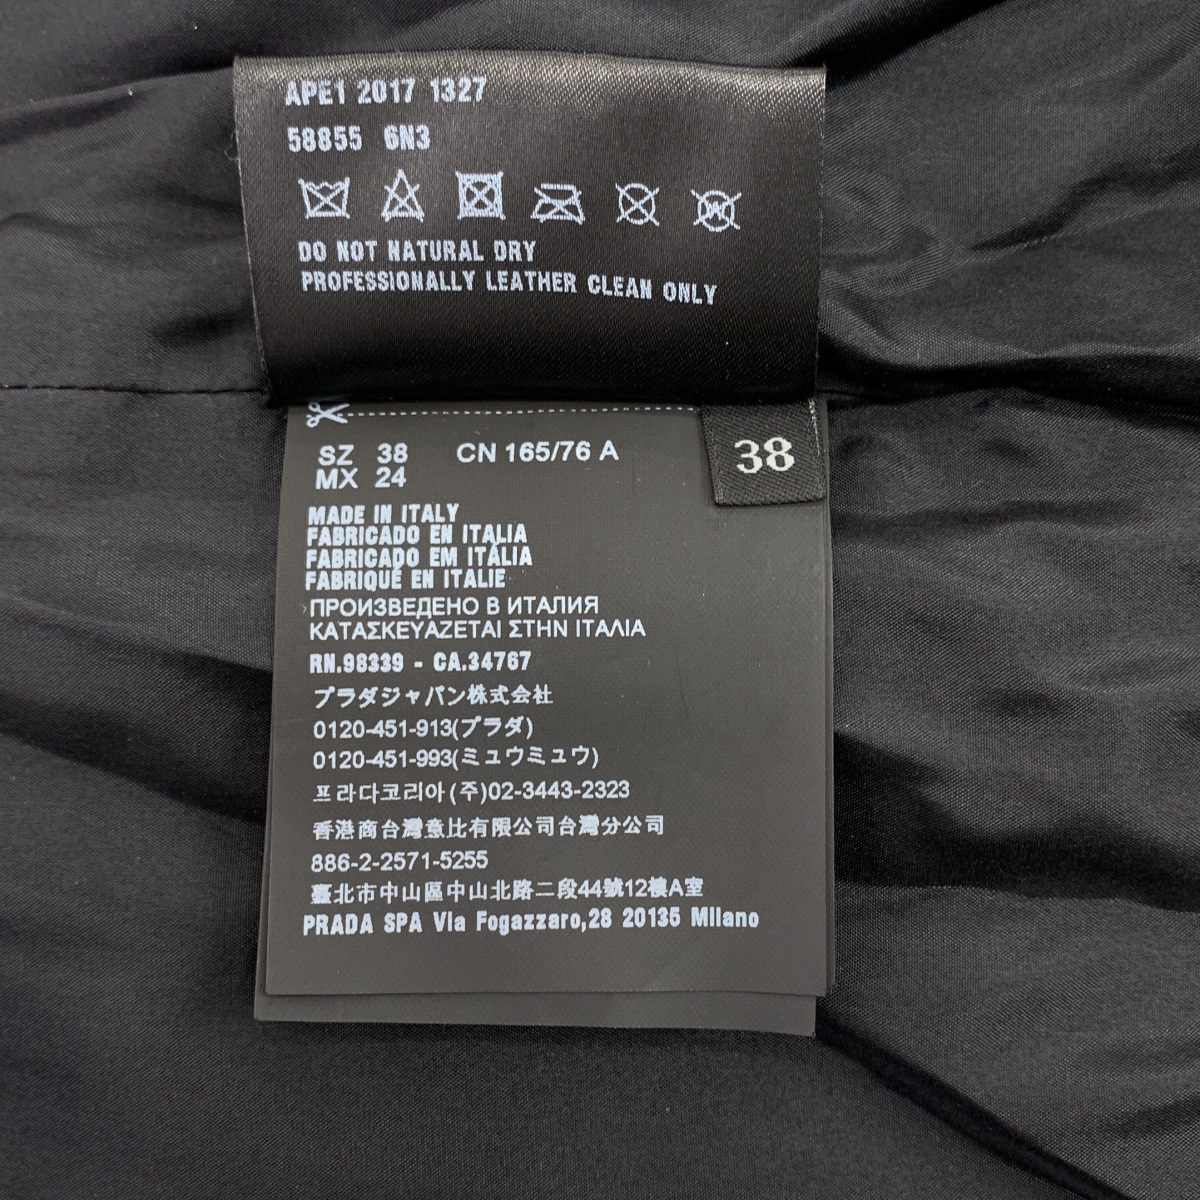 APE1 2017 1327
58855 6N3
DO NOT NATURAL DRY
PROFESSIONALLY LEATHER CLEAN ONLY
SZ 38 CN 165/76 A
MX 24
38
MADE IN ITALY
FABRICADO EN ITALIA
FABRICADO EM ITÁLIA
FABRIQUÉ EN ITALIE
ПРОИЗВЕДЕНО В ИТАЛИЯ
ΚΑΤΑΣΚΕΥΑΖΕΤΑΙ ΣΤΗΝ ΙΤΑΛΙΑ
RN.98339 - CA.34767
プラダジャパン株式会社
0120-451-913(プラダ)
0120-451-993(ミュウミュウ)
프라다코리아(주)02-3443-2323
香港商台灣意比有限公司台灣分公司
886-2-2571-5255
臺北市中山區中山北路二段44號12樓A室
PRADA SPA Via Fogazzaro,28 20135 Milano